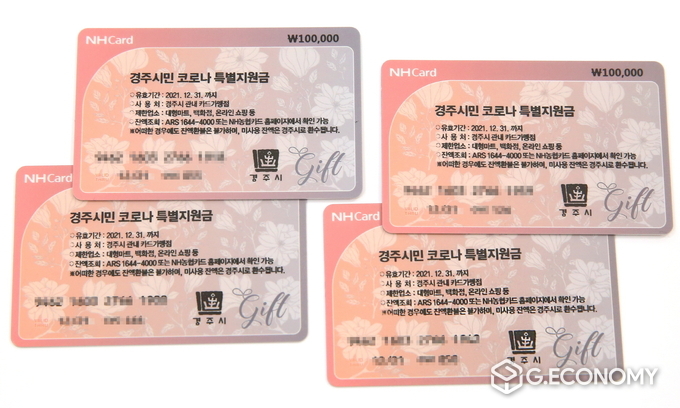 NH Card
₩100,000
경주시민 코로나 특별지원금
유효기간 : 2021. 12. 31. 까지
사 용 처 : 경주시 관내 카드가맹점
제한업소 : 대형마트, 백화점, 온라인 쇼핑 등
잔액조회 : ARS 1644-4000 또는 NH농협카드 홈페이지에서 확인 가능
※어떠한 경우에도 잔액환불은 불가하며, 미사용 잔액은 경주시로 환수됩니다.
경주시
Gift
NH Card
₩100,000
경주시민 코로나 특별지원금
유효기간 : 2021. 12. 31. 까지
사 용 처 : 경주시 관내 카드가맹점
제한업소 : 대형마트, 백화점, 온라인 쇼핑 등
잔액조회 : ARS 1644-4000 또는 NH농협카드 홈페이지에서 확인 가능
※어떠한 경우에도 잔액환불은 불가하며, 미사용 잔액은 경주시로 환수됩니다.
경주시
Gift
NH Card
경주시민 코로나 특별지원금
유효기간 : 2021. 12. 31. 까지
사 용 처 : 경주시 관내 카드가맹점
제한업소 : 대형마트, 백화점, 온라인 쇼핑 등
잔액조회 : ARS 1644-4000 또는 NH농협카드 홈페이지에서 확인 가능
※어떠한 경우에도 잔액환불은 불가하며, 미사용 잔액은 경주시로 환수됩니다.
경주시
Gift
NH Card
경주시민 코로나 특별지원금
유효기간 : 2021. 12. 31. 까지
사 용 처 : 경주시 관내 카드가맹점
제한업소 : 대형마트, 백화점, 온라인 쇼핑 등
잔액조회 : ARS 1644-4000 또는 NH농협카드 홈페이지에서 확인 가능
※어떠한 경우에도 잔액환불은 불가하며, 미사용 잔액은 경주시로 환수됩니다.
경주시
Gift
G.ECONOMY